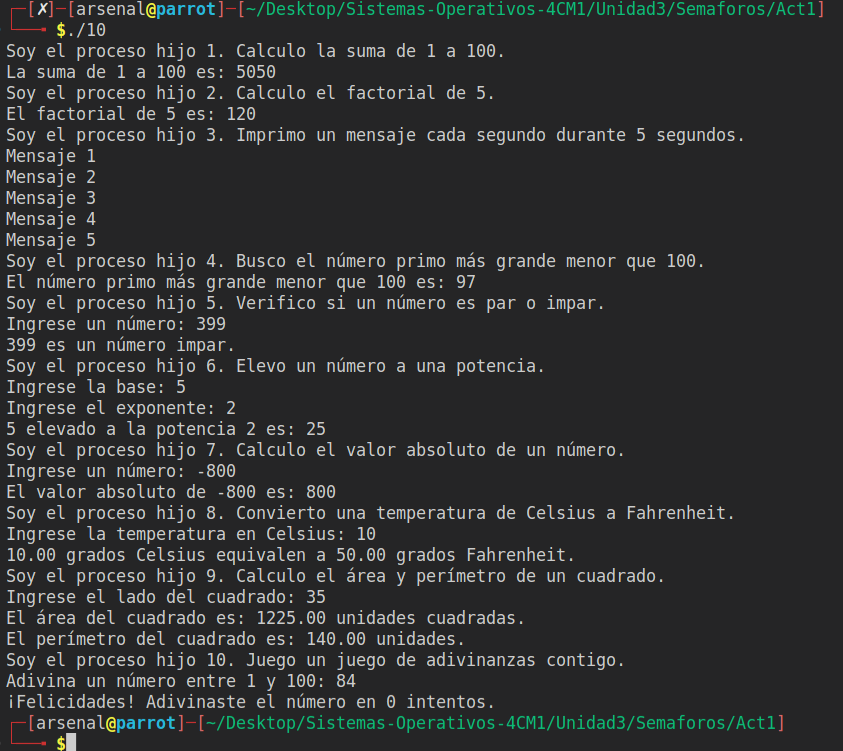 ┌─[✗]─[arsenal@parrot]─[~/Desktop/Sistemas-Operativos-4CM1/Unidad3/Semaforos/Act1]
└──╼ $./10
Soy el proceso hijo 1. Calculo la suma de 1 a 100.
La suma de 1 a 100 es: 5050
Soy el proceso hijo 2. Calculo el factorial de 5.
El factorial de 5 es: 120
Soy el proceso hijo 3. Imprimo un mensaje cada segundo durante 5 segundos.
Mensaje 1
Mensaje 2
Mensaje 3
Mensaje 4
Mensaje 5
Soy el proceso hijo 4. Busco el número primo más grande menor que 100.
El número primo más grande menor que 100 es: 97
Soy el proceso hijo 5. Verifico si un número es par o impar.
Ingrese un número: 399
399 es un número impar.
Soy el proceso hijo 6. Elevo un número a una potencia.
Ingrese la base: 5
Ingrese el exponente: 2
5 elevado a la potencia 2 es: 25
Soy el proceso hijo 7. Calculo el valor absoluto de un número.
Ingrese un número: -800
El valor absoluto de -800 es: 800
Soy el proceso hijo 8. Convierto una temperatura de Celsius a Fahrenheit.
Ingrese la temperatura en Celsius: 10
10.00 grados Celsius equivalen a 50.00 grados Fahrenheit.
Soy el proceso hijo 9. Calculo el área y perímetro de un cuadrado.
Ingrese el lado del cuadrado: 35
El área del cuadrado es: 1225.00 unidades cuadradas.
El perímetro del cuadrado es: 140.00 unidades.
Soy el proceso hijo 10. Juego un juego de adivinanzas contigo.
Adivina un número entre 1 y 100: 84
¡Felicidades! Adivinaste el número en 0 intentos.
┌─[arsenal@parrot]─[~/Desktop/Sistemas-Operativos-4CM1/Unidad3/Semaforos/Act1]
└──╼ $